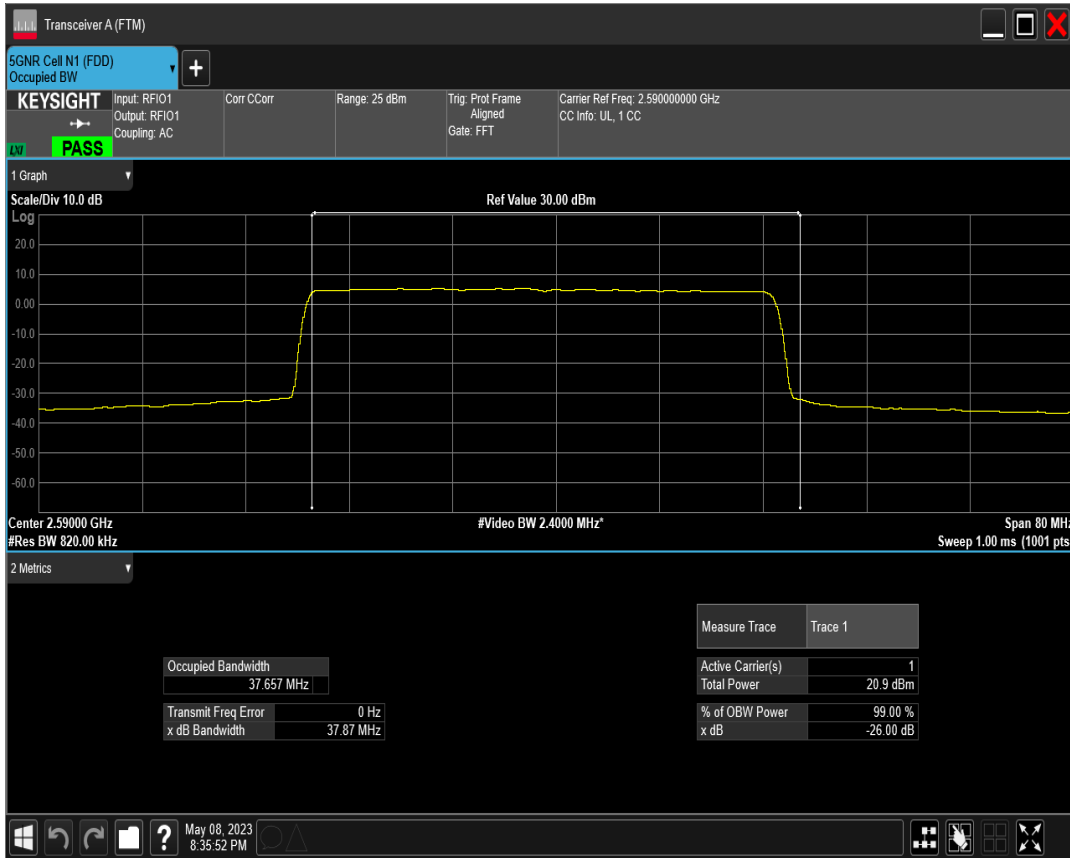 Transceiver A (FTM)
5GNR Cell N1 (FDD)
Occupied BW
+
KEYSIGHT
LXI
PASS
Input: RFIO1
Output: RFIO1
Coupling: AC
Corr CCorr
Range: 25 dBm
Trig: Prot Frame
Aligned
Gate: FFT
Carrier Ref Freq: 2.590000000 GHz
CC Info: UL, 1 CC
1 Graph
Scale/Div 10.0 dB
Ref Value 30.00 dBm
Log
20.0
10.0
0.00
-10.0
-20.0
-30.0
-40.0
-50.0
-60.0
Center 2.59000 GHz
#Video BW 2.4000 MHz*
Span 80 MHz
#Res BW 820.00 kHz
Sweep 1.00 ms (1001 pts
2 Metrics
Measure Trace Trace 1
Occupied Bandwidth
37.657 MHz
Active Carrier(s) 1
Total Power 20.9 dBm
Transmit Freq Error 0 Hz
x dB Bandwidth 37.87 MHz
% of OBW Power 99.00 %
x dB -26.00 dB
?
May 08, 2023
8:35:52 PM